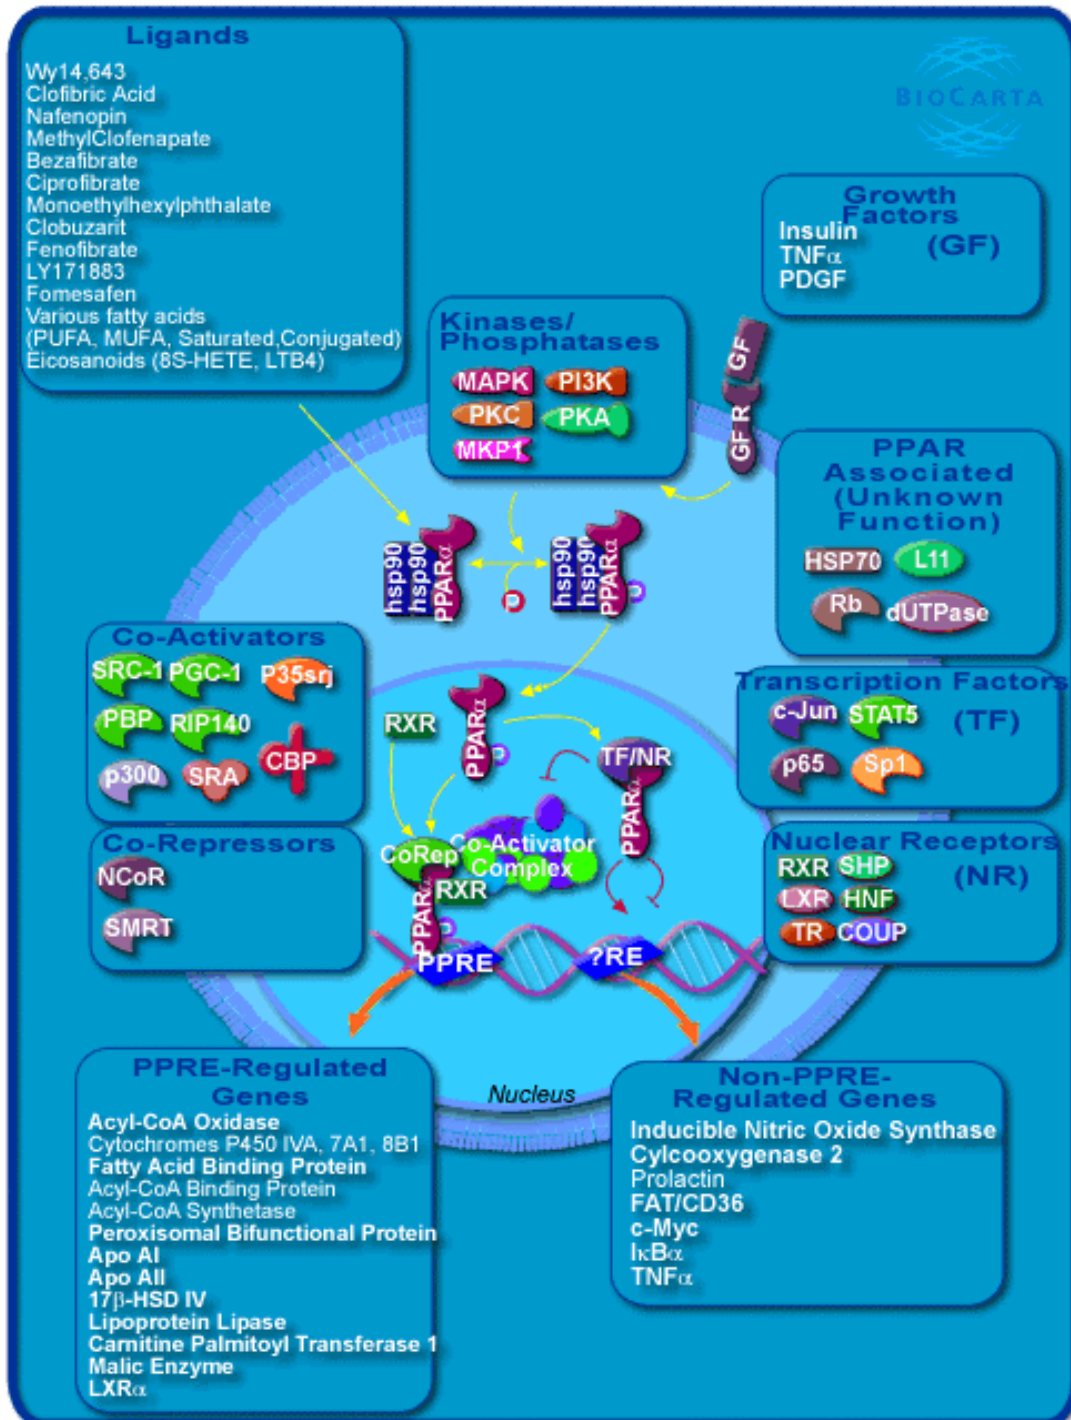 Ligands
Wy14,643
Clofibric Acid
Nafenopin
MethylClofenapate
Bezafibrate
Ciprofibrate
Monoethylhexylphthalate
Clobuzarit
Fenofibrate
LY171883
Fomesafen
Various fatty acids
(PUFA, MUFA, Saturated,Conjugated)
Eicosanoids (8S-HETE, LTB4)
BIOCARTA
Growth
Factors
(GF)
Insulin
TNFα
PDGF
Kinases/
Phosphatases
MAPK
PI3K
PKC
PKA
MKP1
GF
GF R
PPAR
Associated
(Unknown
Function)
HSP70
L11
Rb
dUTPase
hsp90
hsp90
PPARα
hsp90
hsp90
PPARα
p
p
Co-Activators
SRC-1
PGC-1
P35srj
PBP
RIP140
CBP
p300
SRA
Transcription Factors
(TF)
c-Jun
STAT5
p65
Sp1
RXR
PPARα
p
TF/NR
PPARα
Co-Repressors
NCoR
SMRT
CoRep
Co-Activator
Complex
RXR
PPARα
p
Nuclear Receptors
(NR)
RXR
SHP
LXR
HNF
TR
COUP
PPRE
?RE
Nucleus
PPRE-Regulated
Genes
Acyl-CoA Oxidase
Cytochromes P450 IVA, 7A1, 8B1
Fatty Acid Binding Protein
Acyl-CoA Binding Protein
Acyl-CoA Synthetase
Peroxisomal Bifunctional Protein
Apo AI
Apo AII
17β-HSD IV
Lipoprotein Lipase
Carnitine Palmitoyl Transferase 1
Malic Enzyme
LXRα
Non-PPRE-
Regulated Genes
Inducible Nitric Oxide Synthase
Cylcooxygenase 2
Prolactin
FAT/CD36
c-Myc
IκBα
TNFα